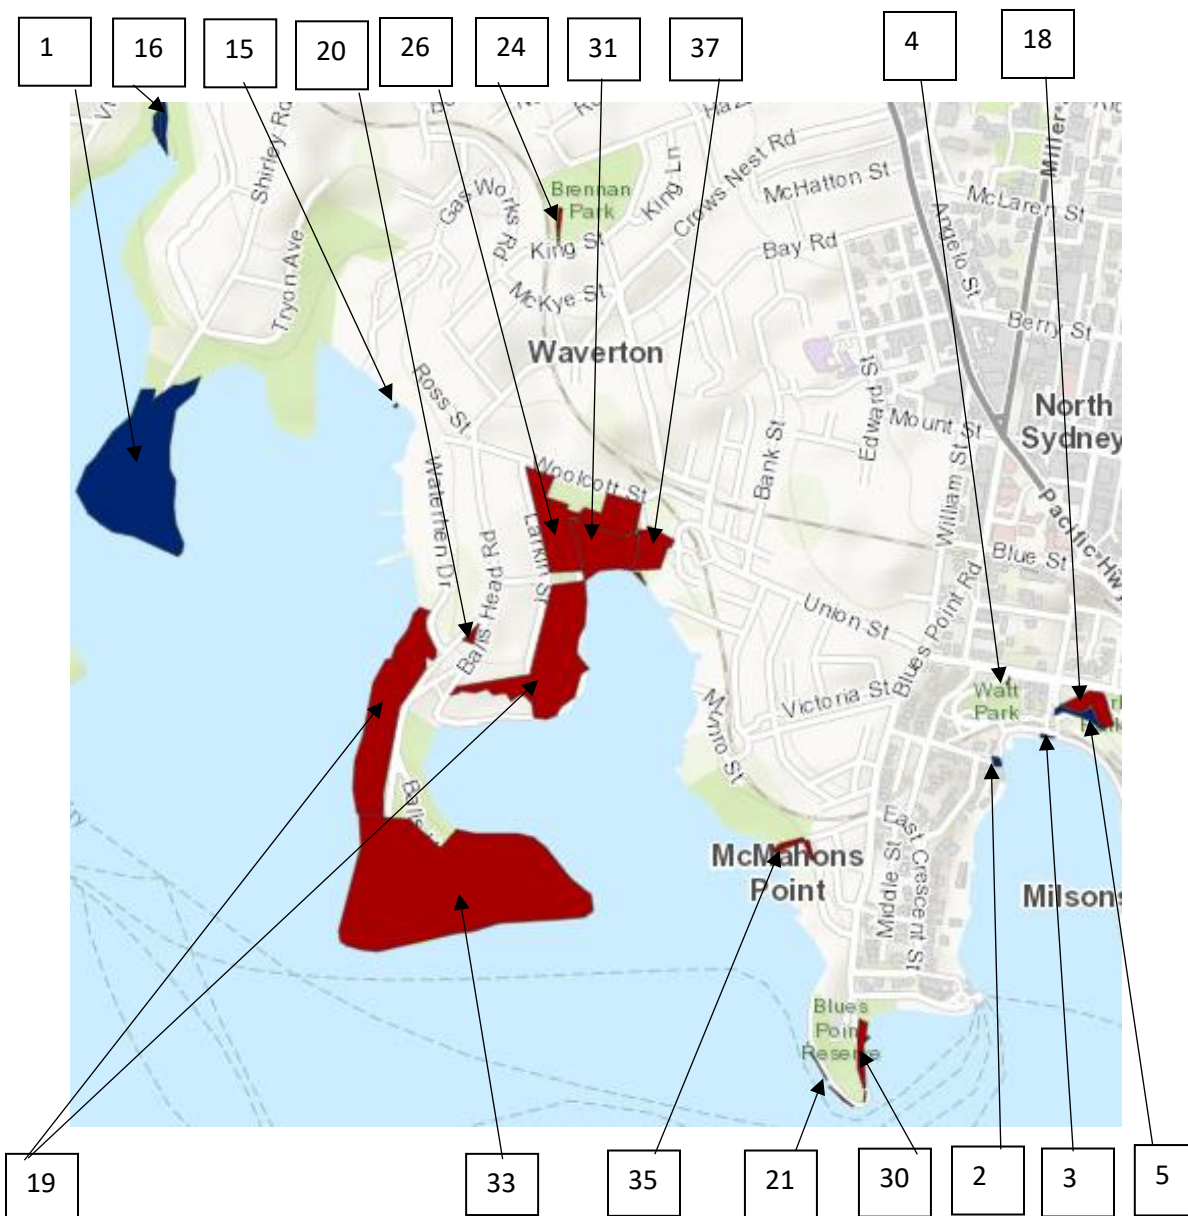 1
16
15
20
26
24
31
37
4
18
Shirley Rd
Tryon Ave
Gas Works Rd
Brennan
Park
King St
King Ln
Crows Nest Rd
McHatton St
McLaren St
Miller
Angelo St
Bay Rd
McKye St
Berry St
Waverton
Edward St
Ross St
Mount St
North
Sydney
Bank St
William St
Woolcott St
Pacific Hwy
Waterhen Dr
Larkin St
Balls Head Rd
Blue St
Union St
Blues Point Rd
Victoria St
Watt
Park
Munro St
Balls
East Crescent St
Middle St
McMahons
Point
Milsons
Blues
Point
Reserve
19
33
35
21
30
2
3
5